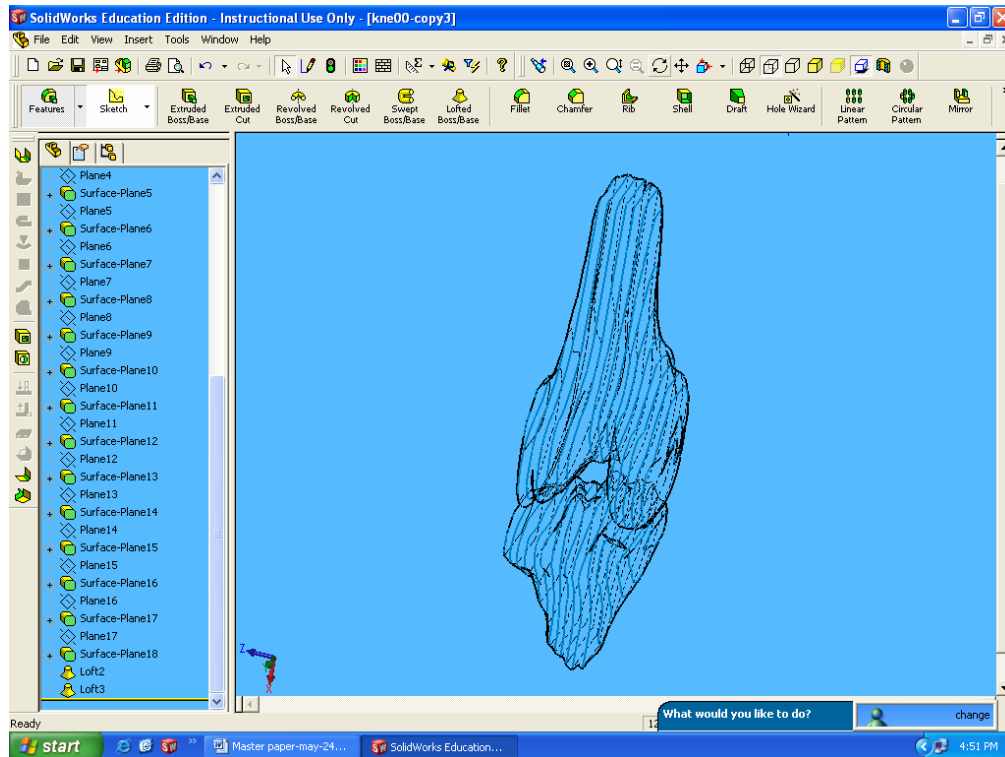 SolidWorks Education Edition - Instructional Use Only - [kne00-copy3]
File Edit View Insert Tools Window Help
Features Sketch Extruded Boss/Base Extruded Cut Revolved Boss/Base Revolved Cut Swept Boss/Base Lofted Boss/Base Fillet Chamfer Rib Shell Draft Hole Wizard Linear Pattern Circular Pattern Mirror
Plane4
Surface-Plane5
Plane5
Surface-Plane6
Plane6
Surface-Plane7
Plane7
Surface-Plane8
Plane8
Surface-Plane9
Plane9
Surface-Plane10
Plane10
Surface-Plane11
Plane11
Surface-Plane12
Plane12
Surface-Plane13
Plane13
Surface-Plane14
Plane14
Surface-Plane15
Plane15
Surface-Plane16
Plane16
Surface-Plane17
Plane17
Surface-Plane18
Loft2
Loft3
Z
X
What would you like to do? change
Ready
start Master paper-may-24... SolidWorks Education... 4:51 PM